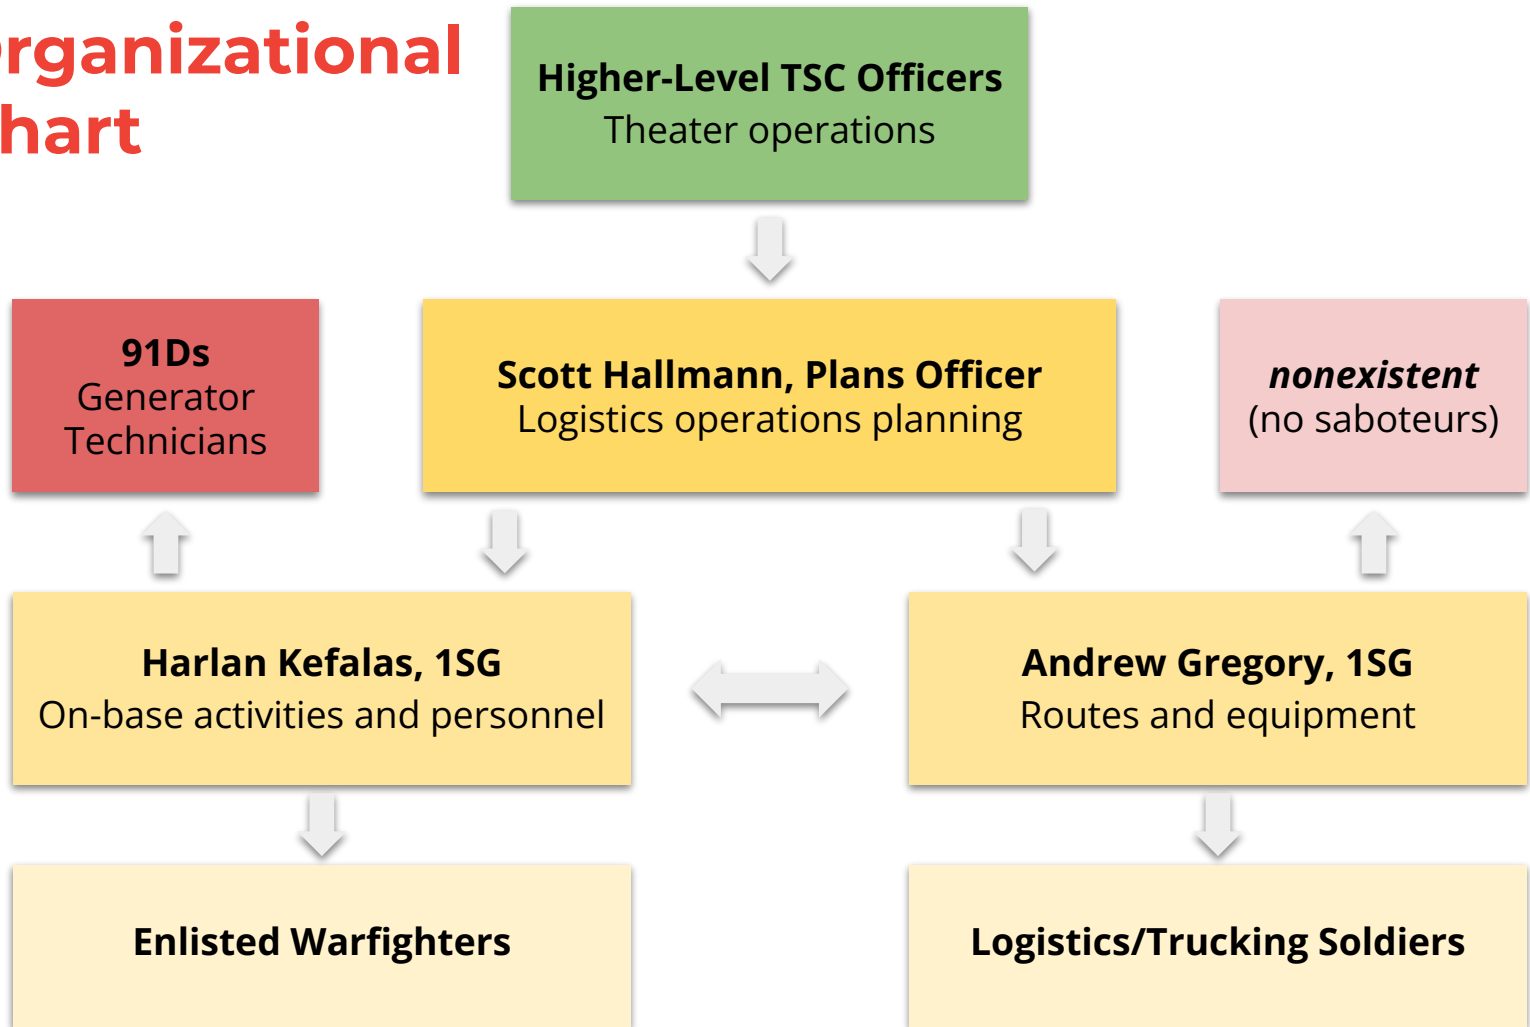 rganizational
hart
Higher-Level TSC Officers
Theater operations
91Ds
Generator
Technicians
Scott Hallmann, Plans Officer
Logistics operations planning
nonexistent
(no saboteurs)
Harlan Kefalas, 1SG
On-base activities and personnel
Andrew Gregory, 1SG
Routes and equipment
Enlisted Warfighters
Logistics/Trucking Soldiers